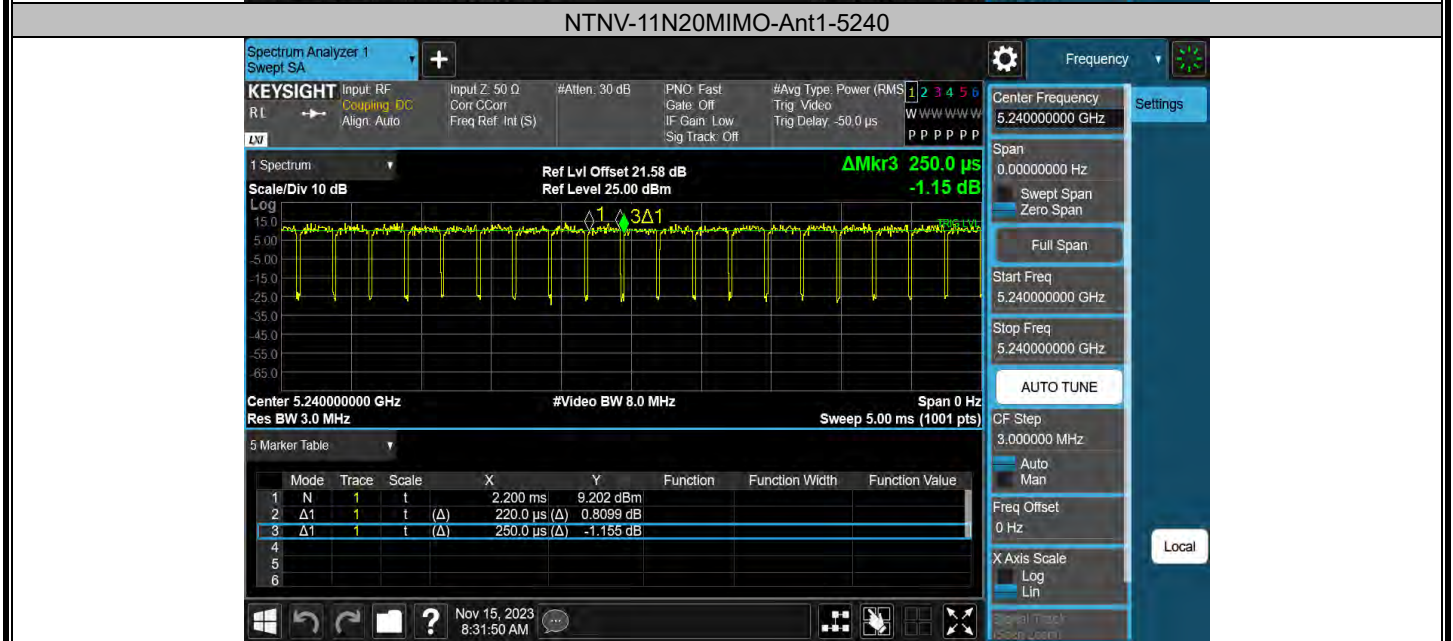 NTNV-11N20MIMO-Ant1-5240
Spectrum Analyzer 1
Swept SA
+
Frequency
KEYSIGHT
RL
LXI
Input: RF
Coupling: DC
Align: Auto
Input Z: 50 Ω
Corr CCorr
Freq Ref: Int (S)
#Atten: 30 dB
PNO: Fast
Gate: Off
IF Gain: Low
Sig Track: Off
#Avg Type: Power (RMS
Trig: Video
Trig Delay: -50.0 µs
1 2 3 4 5 6
W W W W W W
P P P P P P
Center Frequency
5.240000000 GHz
Settings
1 Spectrum
Scale/Div 10 dB
Ref Lvl Offset 21.58 dB
Ref Level 25.00 dBm
ΔMkr3 250.0 µs
-1.15 dB
Log
15.0
5.00
-5.00
-15.0
-25.0
-35.0
-45.0
-55.0
-65.0
1
3Δ1
TRIG LVL
Center 5.240000000 GHz
Res BW 3.0 MHz
#Video BW 8.0 MHz
Span 0 Hz
Sweep 5.00 ms (1001 pts)
Span
0.00000000 Hz
Swept Span
Zero Span
Full Span
Start Freq
5.240000000 GHz
Stop Freq
5.240000000 GHz
AUTO TUNE
CF Step
3.000000 MHz
Auto
Man
Freq Offset
0 Hz
X Axis Scale
Log
Lin
Local
5 Marker Table
Mode Trace Scale X Y Function Function Width Function Value
1 N 1 t 2.200 ms 9.202 dBm
2 Δ1 1 t (Δ) 220.0 µs (Δ) 0.8099 dB
3 Δ1 1 t (Δ) 250.0 µs (Δ) -1.155 dB
4
5
6
?
Nov 15, 2023
8:31:50 AM